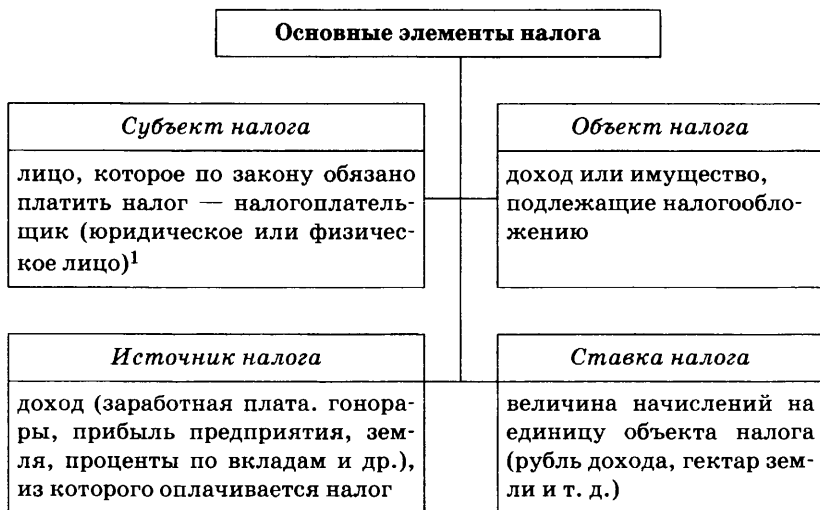 Основные элементы налога
Субъект налога
лицо, которое по закону обязано
платить налог — налогоплатель-
щик (юридическое или физичес-
кое лицо)1
Объект налога
доход или имущество,
подлежащие налогообло-
жению
Источник налога
доход (заработная плата. гонора-
ры, прибыль предприятия, зем-
ля, проценты по вкладам и др.),
из которого оплачивается налог
Ставка налога
величина начислений на
единицу объекта налога
(рубль дохода, гектар зем-
ли и т. д.)